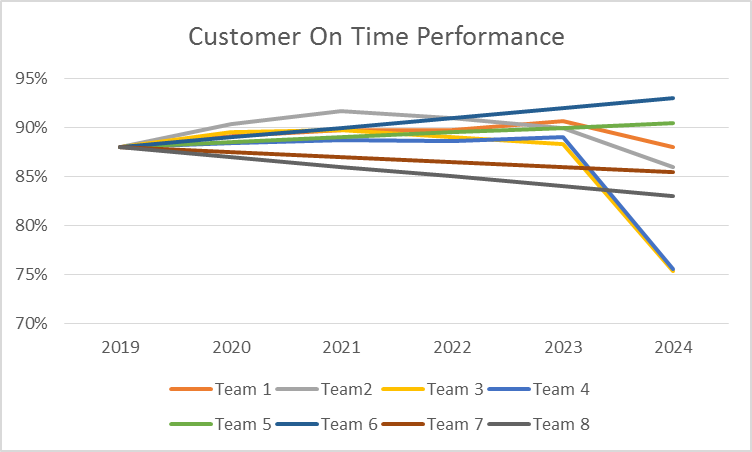 Customer On Time Performance
95%
90%
85%
80%
75%
70%
2019 2020 2021 2022 2023 2024
Team 1 Team2 Team 3 Team 4
Team 5 Team 6 Team 7 Team 8